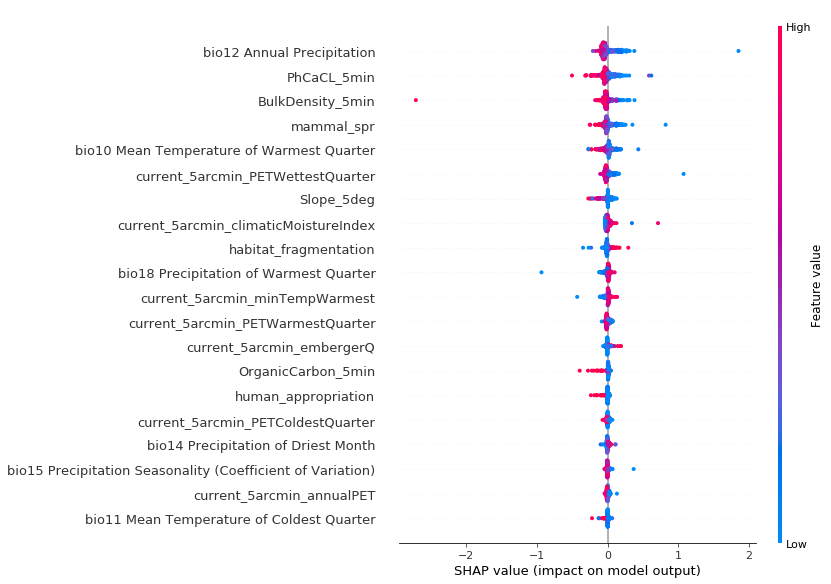 High
bio12 Annual Precipitation
PhCaCL_5min
BulkDensity_5min
mammal_spr
bio10 Mean Temperature of Warmest Quarter
current_5arcmin_PETWettestQuarter
Slope_5deg
current_5arcmin_climaticMoistureIndex
habitat_fragmentation
bio18 Precipitation of Warmest Quarter
current_5arcmin_minTempWarmest
current_5arcmin_PETWarmestQuarter
current_5arcmin_embergerQ
OrganicCarbon_5min
human_appropriation
current_5arcmin_PETColdestQuarter
bio14 Precipitation of Driest Month
bio15 Precipitation Seasonality (Coefficient of Variation)
current_5arcmin_annualPET
bio11 Mean Temperature of Coldest Quarter
Feature value
Low
−2 −1 0 1 2
SHAP value (impact on model output)